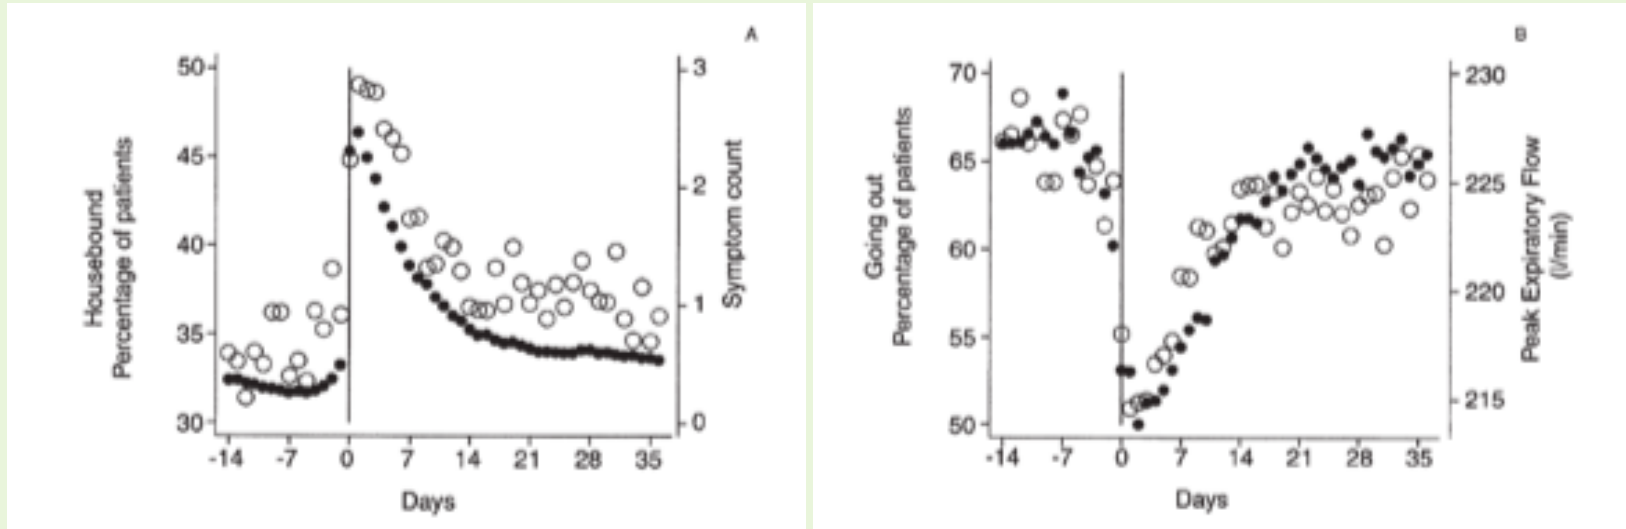 A
50
45
40
35
30
Housebound
Percentage of patients
3
2
1
0
Symptom count
-14 -7 0 7 14 21 28 35
Days
B
70
65
60
55
50
Going out
Percentage of patients
230
225
220
215
Peak Expiratory Flow
(l/min)
-14 -7 0 7 14 21 28 35
Days